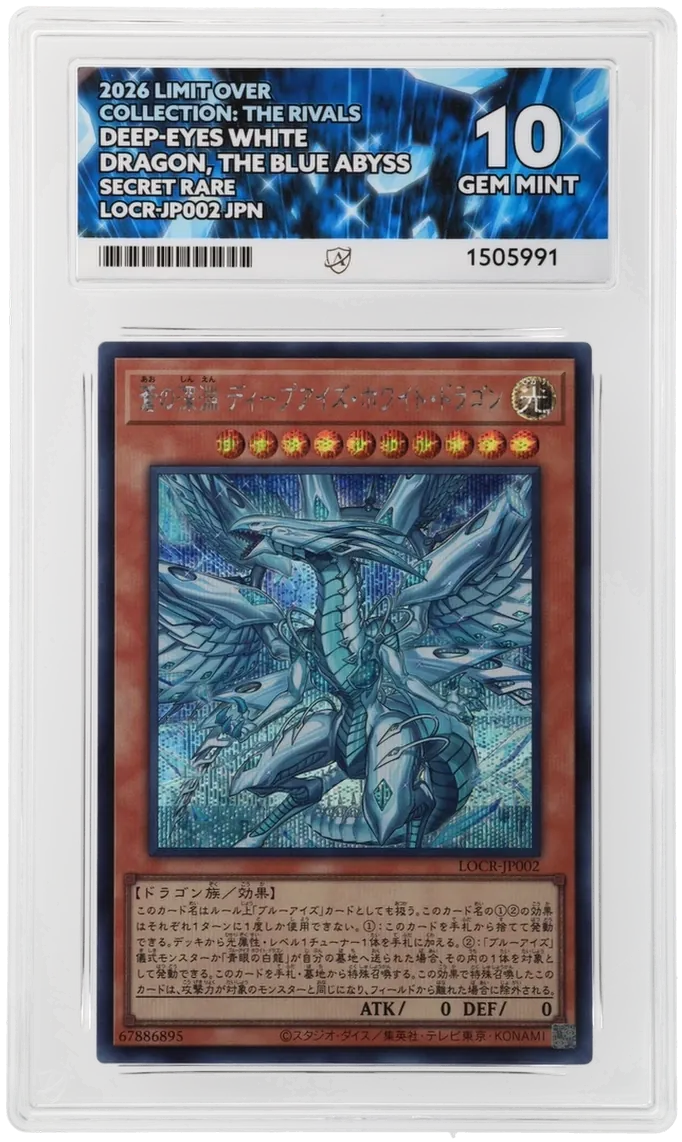 2026 LIMIT OVER
COLLECTION: THE RIVALS
DEEP-EYES WHITE
DRAGON, THE BLUE ABYSS
SECRET RARE
LOCR-JP002 JPN
10
GEM MINT
1505991
蒼の深淵 ディープアイズ・ホワイト・ドラゴン
光
LOCR-JP002
【ドラゴン族/効果】
このカード名はルール上「ブルーアイズ」カードとしても扱う。このカード名の①②の効果
はそれぞれ1ターンに1度しか使用できない。①:このカードを手札から捨てて発動
できる。デッキから光属性・レベル1チューナー1体を手札に加える。②:「ブルーアイズ」
儀式モンスターか「青眼の白龍」が自分の墓地へ送られた場合、その内の1体を対象と
して発動できる。このカードを手札・墓地から特殊召喚する。この効果で特殊召喚したこの
カードは、攻撃力が対象のモンスターと同じになり、フィールドから離れた場合に除外される。
ATK/ 0 DEF/ 0
67886895 ©スタジオ・ダイス/集英社・テレビ東京・KONAMI